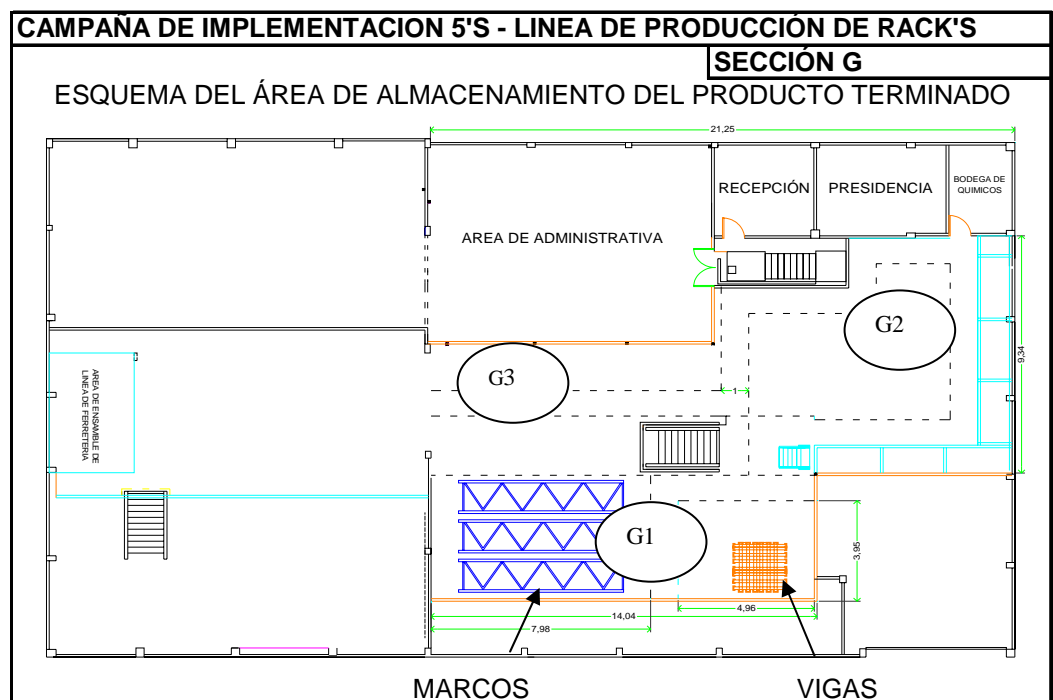 CAMPAÑA DE IMPLEMENTACION 5'S - LINEA DE PRODUCCIÓN DE RACK'S
SECCIÓN G
ESQUEMA DEL ÁREA DE ALMACENAMIENTO DEL PRODUCTO TERMINADO
21,25
RECEPCIÓN
PRESIDENCIA
BODEGA DE
QUIMICOS
AREA DE ADMINISTRATIVA
G2
9,34
G3
1
AREA DE ENSAMBLE DE
LINEA DE FERRETERIA
G1
3,95
4,96
14,04
7,98
MARCOS
VIGAS